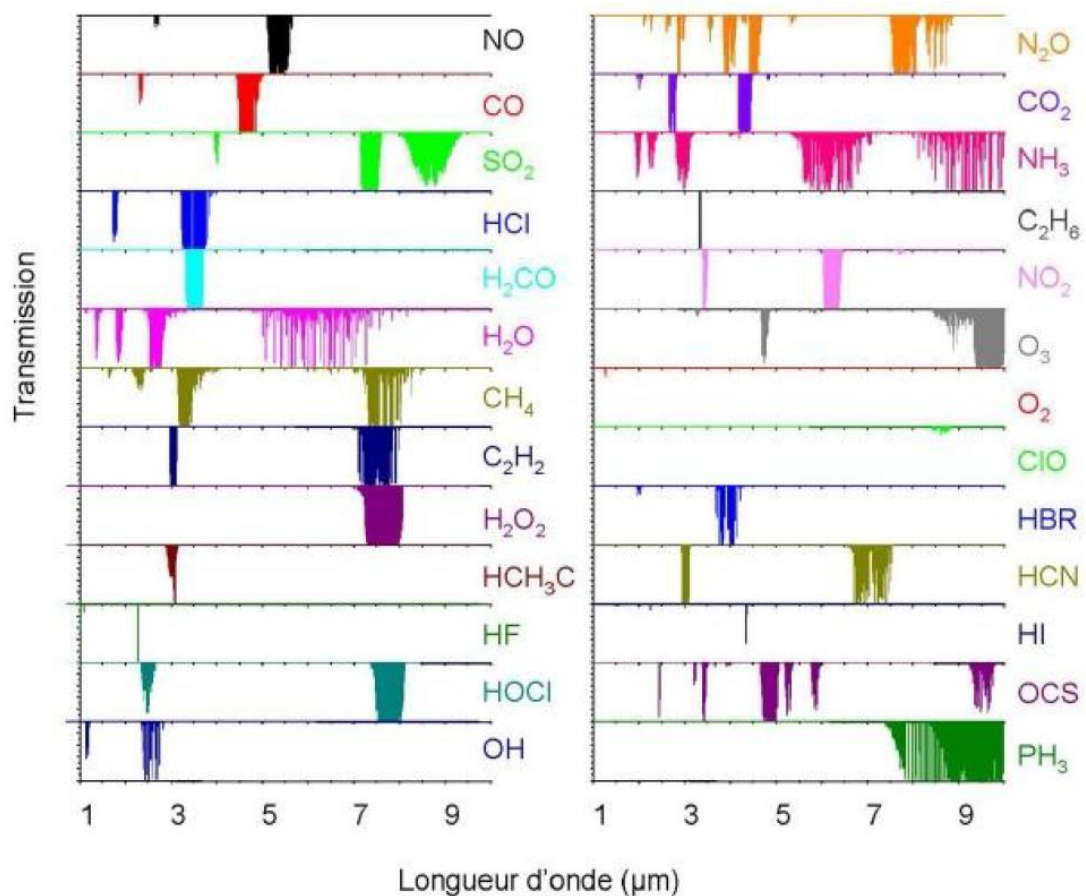 Transmission
NO
CO
SO₂
HCl
H₂CO
H₂O
CH₄
C₂H₂
H₂O₂
HCH₃C
HF
HOCl
OH
1 3 5 7 9
N₂O
CO₂
NH₃
C₂H₆
NO₂
O₃
O₂
ClO
HBR
HCN
HI
OCS
PH₃
1 3 5 7 9
Longueur d'onde (µm)